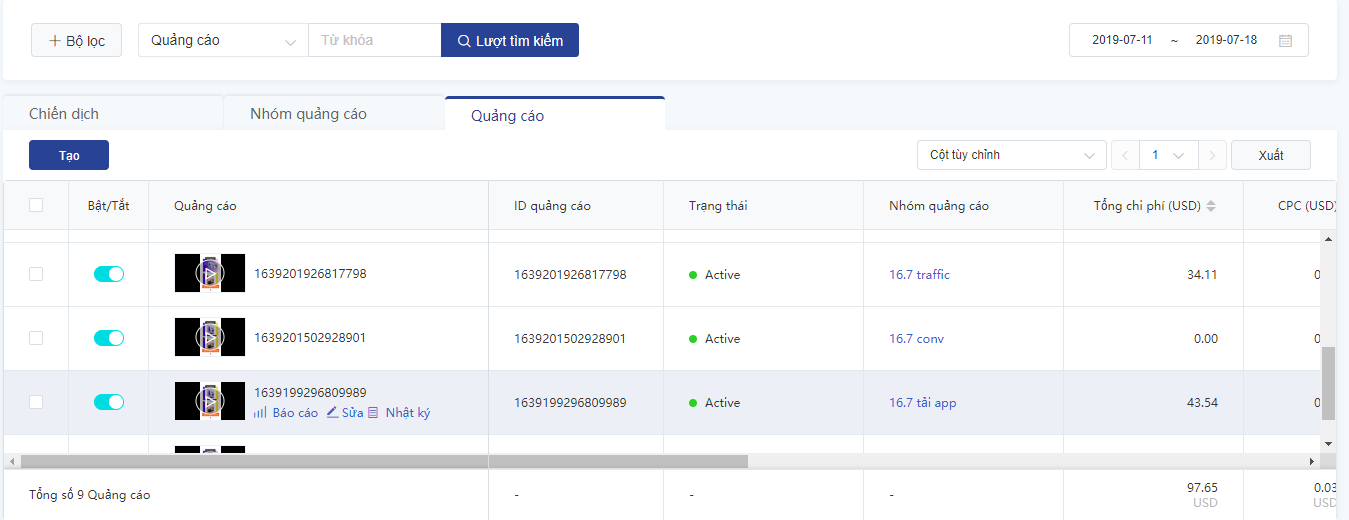 Bộ lọc
Quảng cáo
Từ khóa
Lượt tìm kiếm
2019-07-11 ~ 2019-07-18
Chiến dịch
Nhóm quảng cáo
Quảng cáo
Tạo
Cột tùy chỉnh
1
Xuất
Bật/Tắt
Quảng cáo
ID quảng cáo
Trạng thái
Nhóm quảng cáo
Tổng chi phí (USD)
CPC (USD)
1639201926817798
1639201926817798
Active
16.7 traffic
34.11
0
1639201502928901
1639201502928901
Active
16.7 conv
0.00
0
1639199296809989
Báo cáo Sửa Nhật ký
1639199296809989
Active
16.7 tải app
43.54
0
Tổng số 9 Quảng cáo
-
-
-
97.65
USD
0.03
USD